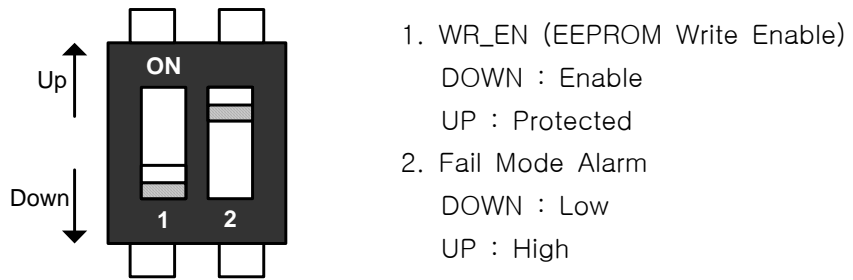 Up
Down
ON
1 2
1. WR_EN (EEPROM Write Enable)
DOWN : Enable
UP : Protected
2. Fail Mode Alarm
DOWN : Low
UP : High